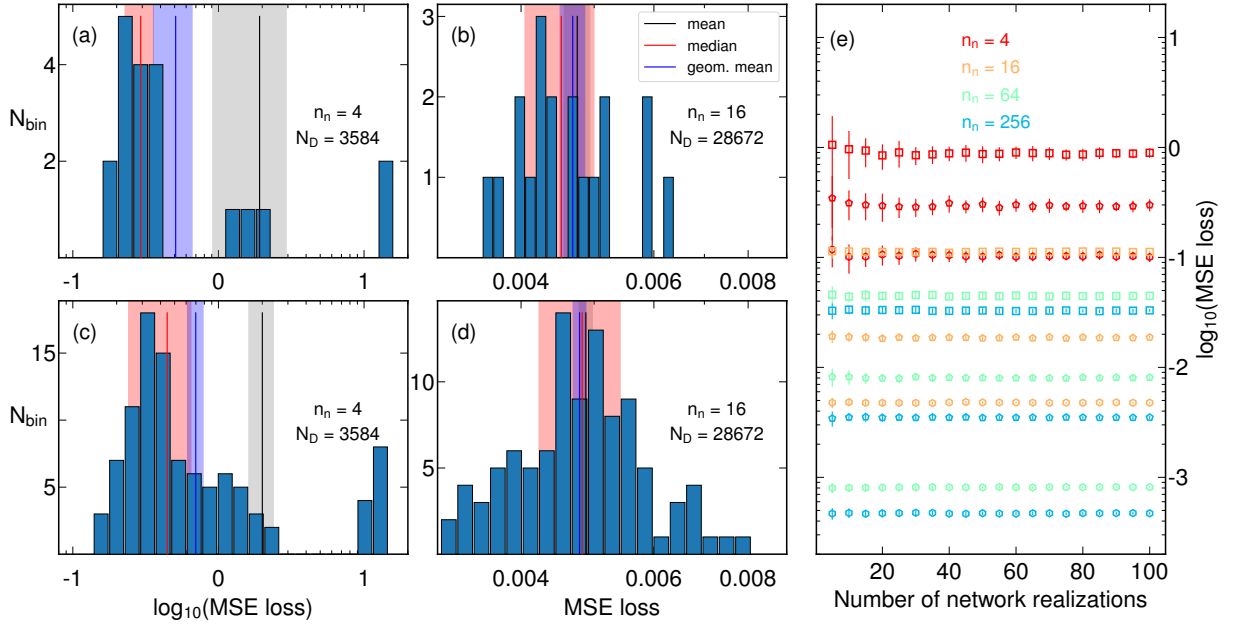 (a)
N_bin
4
2
n_n = 4
N_D = 3584
-1
0
1
(b)
3
2
1
mean
median
geom. mean
n_n = 16
N_D = 28672
0.004
0.006
0.008
(c)
N_bin
15
5
n_n = 4
N_D = 3584
-1
0
1
log₁₀(MSE loss)
(d)
10
5
n_n = 16
N_D = 28672
0.004
0.006
0.008
MSE loss
(e)
n_n = 4
n_n = 16
n_n = 64
n_n = 256
1
0
-1
-2
-3
log₁₀(MSE loss)
20
40
60
80
100
Number of network realizations